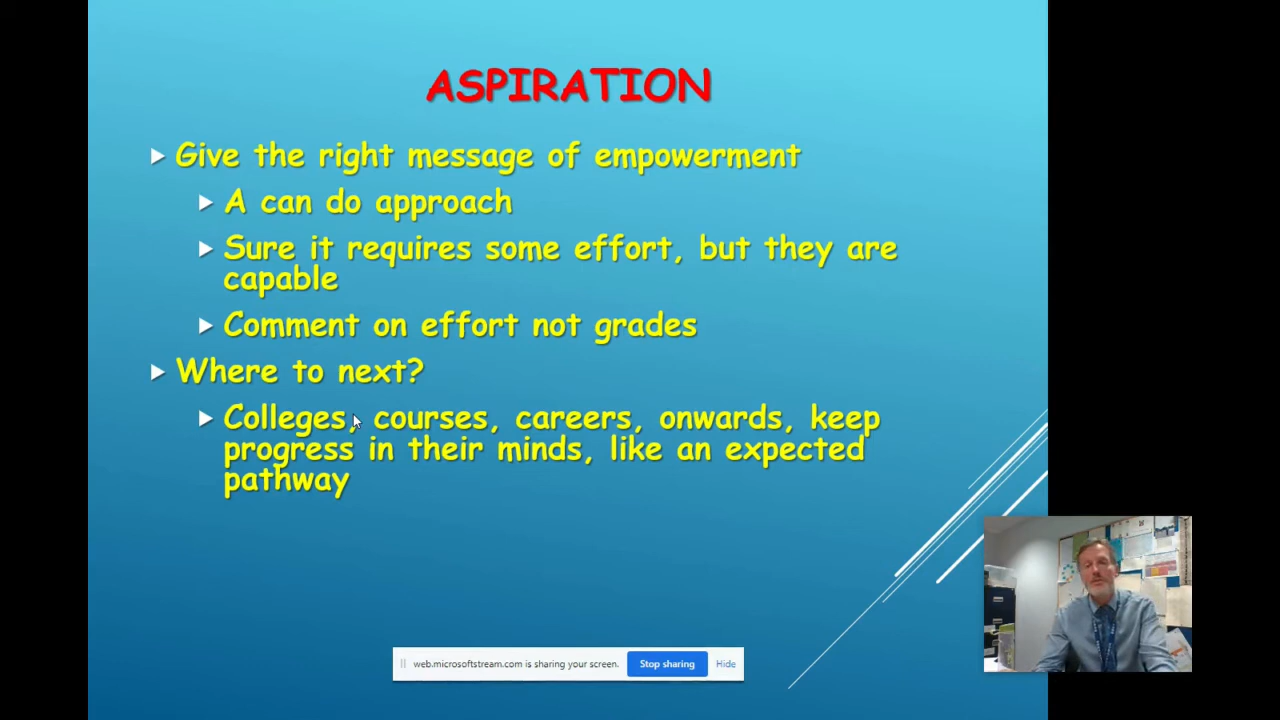 ASPIRATION
Give the right message of empowerment
A can do approach
Sure it requires some effort, but they are
capable
Comment on effort not grades
Where to next?
Colleges, courses, careers, onwards, keep
progress in their minds, like an expected
pathway
web.microsoftstream.com is sharing your screen. Stop sharing Hide